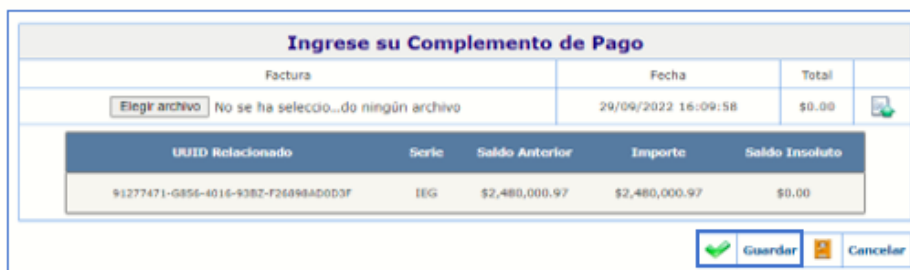 Ingrese su Complemento de Pago
Factura Fecha Total
Elegir archivo No se ha seleccio...do ningún archivo 29/09/2022 16:09:58 $0.00
UUID Relacionado Serie Saldo Anterior Importe Saldo Insoluto
IEG $2,480,000.97 $2,480,000.97 $0.00
Guardar Cancelar